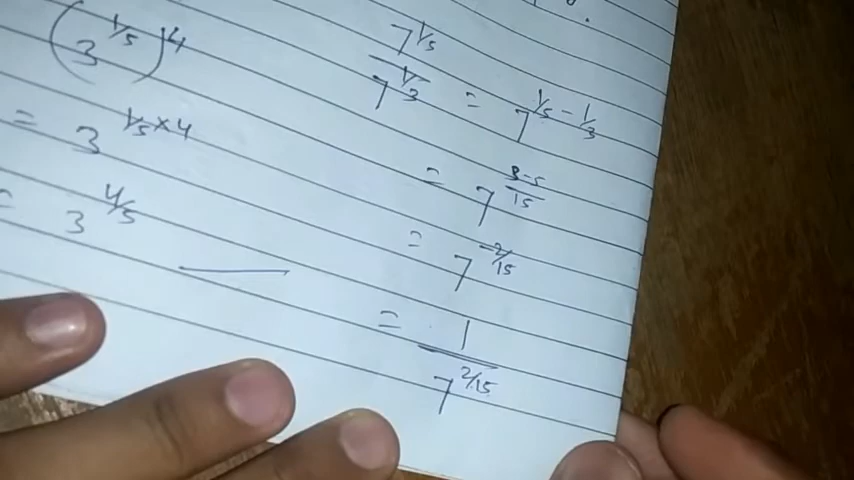 (3^1/5)^4
= 3^1/5×4
= 3^4/5
7^1/5 / 7^1/3 = 7^1/5 - 1/3
= 7^3-5/15
= 7^-2/15
= 1 / 7^2/15